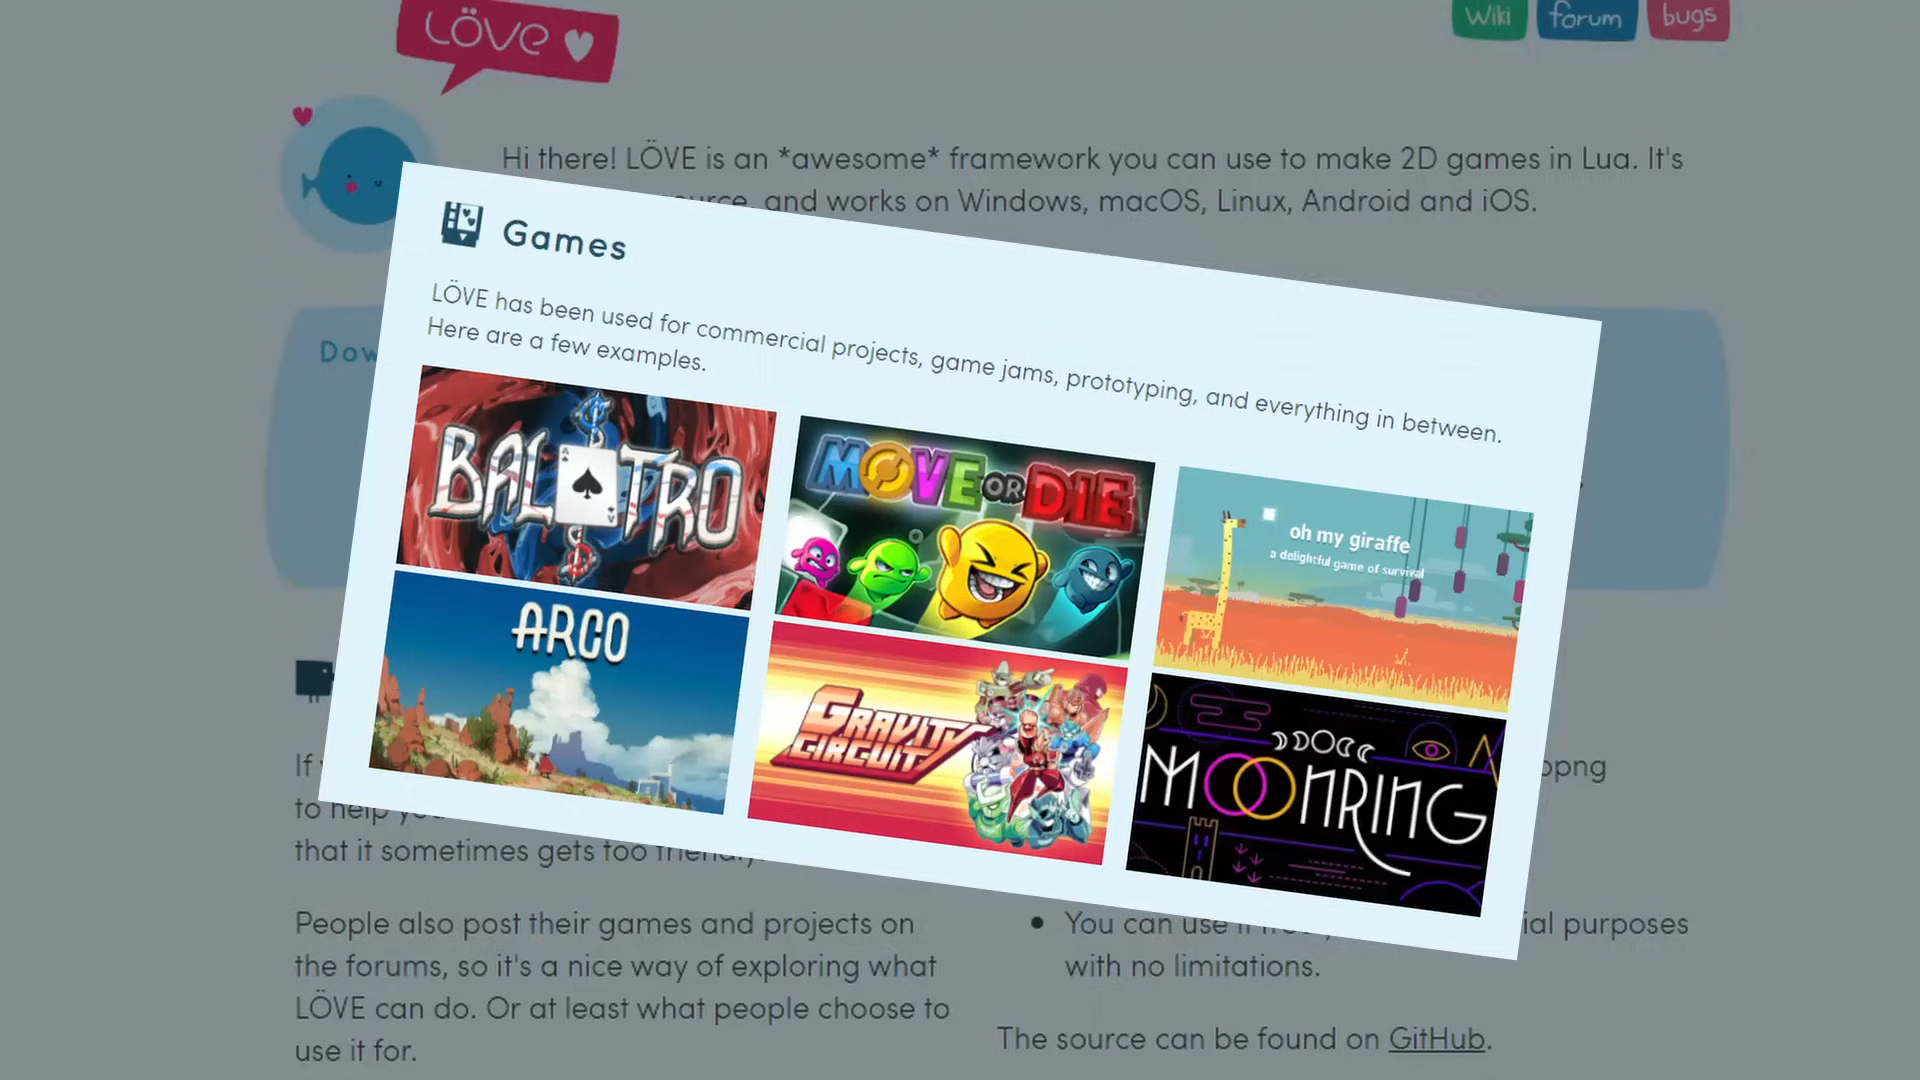 LÖVE
Wiki
forum
bugs
Hi there! LÖVE is an *awesome* framework you can use to make 2D games in Lua. It's
and works on Windows, macOS, Linux, Android and iOS.
Games
LÖVE has been used for commercial projects, game jams, prototyping, and everything in between.
Here are a few examples.
BALATRO
MOVE OR DIE
oh my giraffe
a delightful game of survival
ARCO
GRAVITY
CIRCUIT
MOONRING
If
to help
that it sometimes gets too
People also post their games and projects on
the forums, so it's a nice way of exploring what
LÖVE can do. Or at least what people choose to
use it for.
• You can use it purposes
with no limitations.
The source can be found on GitHub.